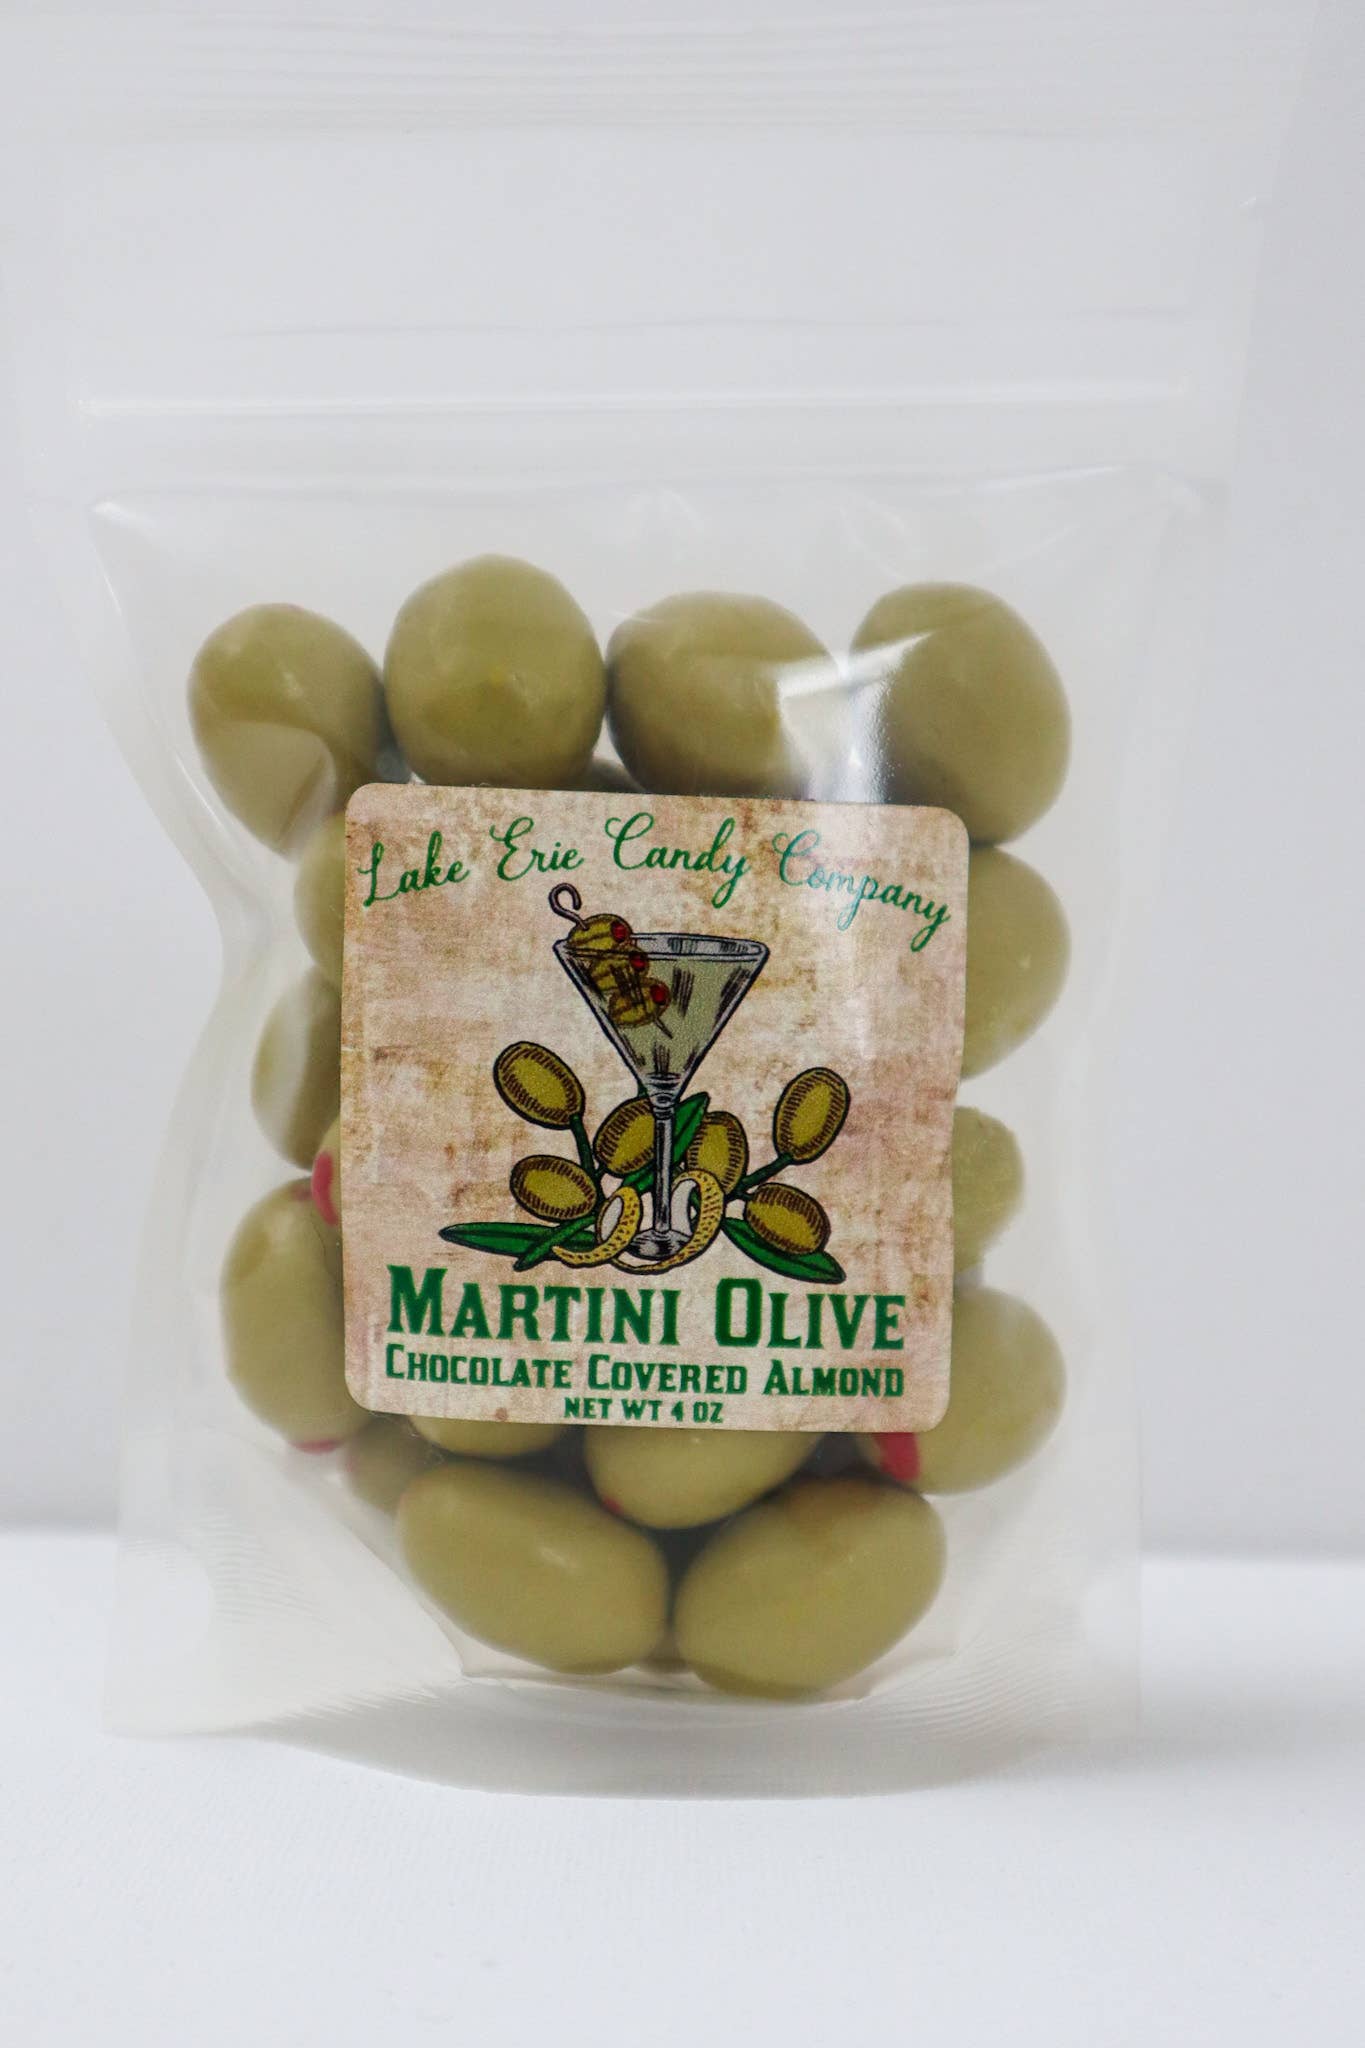 Lake Erie Candy Company
MARTINI OLIVE
CHOCOLATE COVERED ALMOND
NET WT 4 OZ